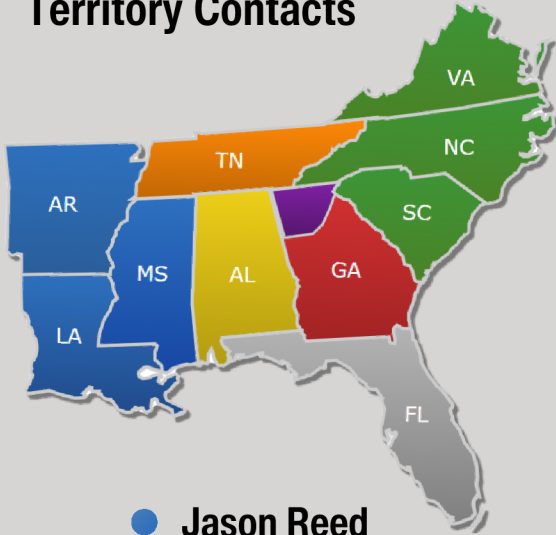 Territory Contacts
VA
NC
TN
AR
SC
MS
AL
GA
LA
FL
Jason Reed